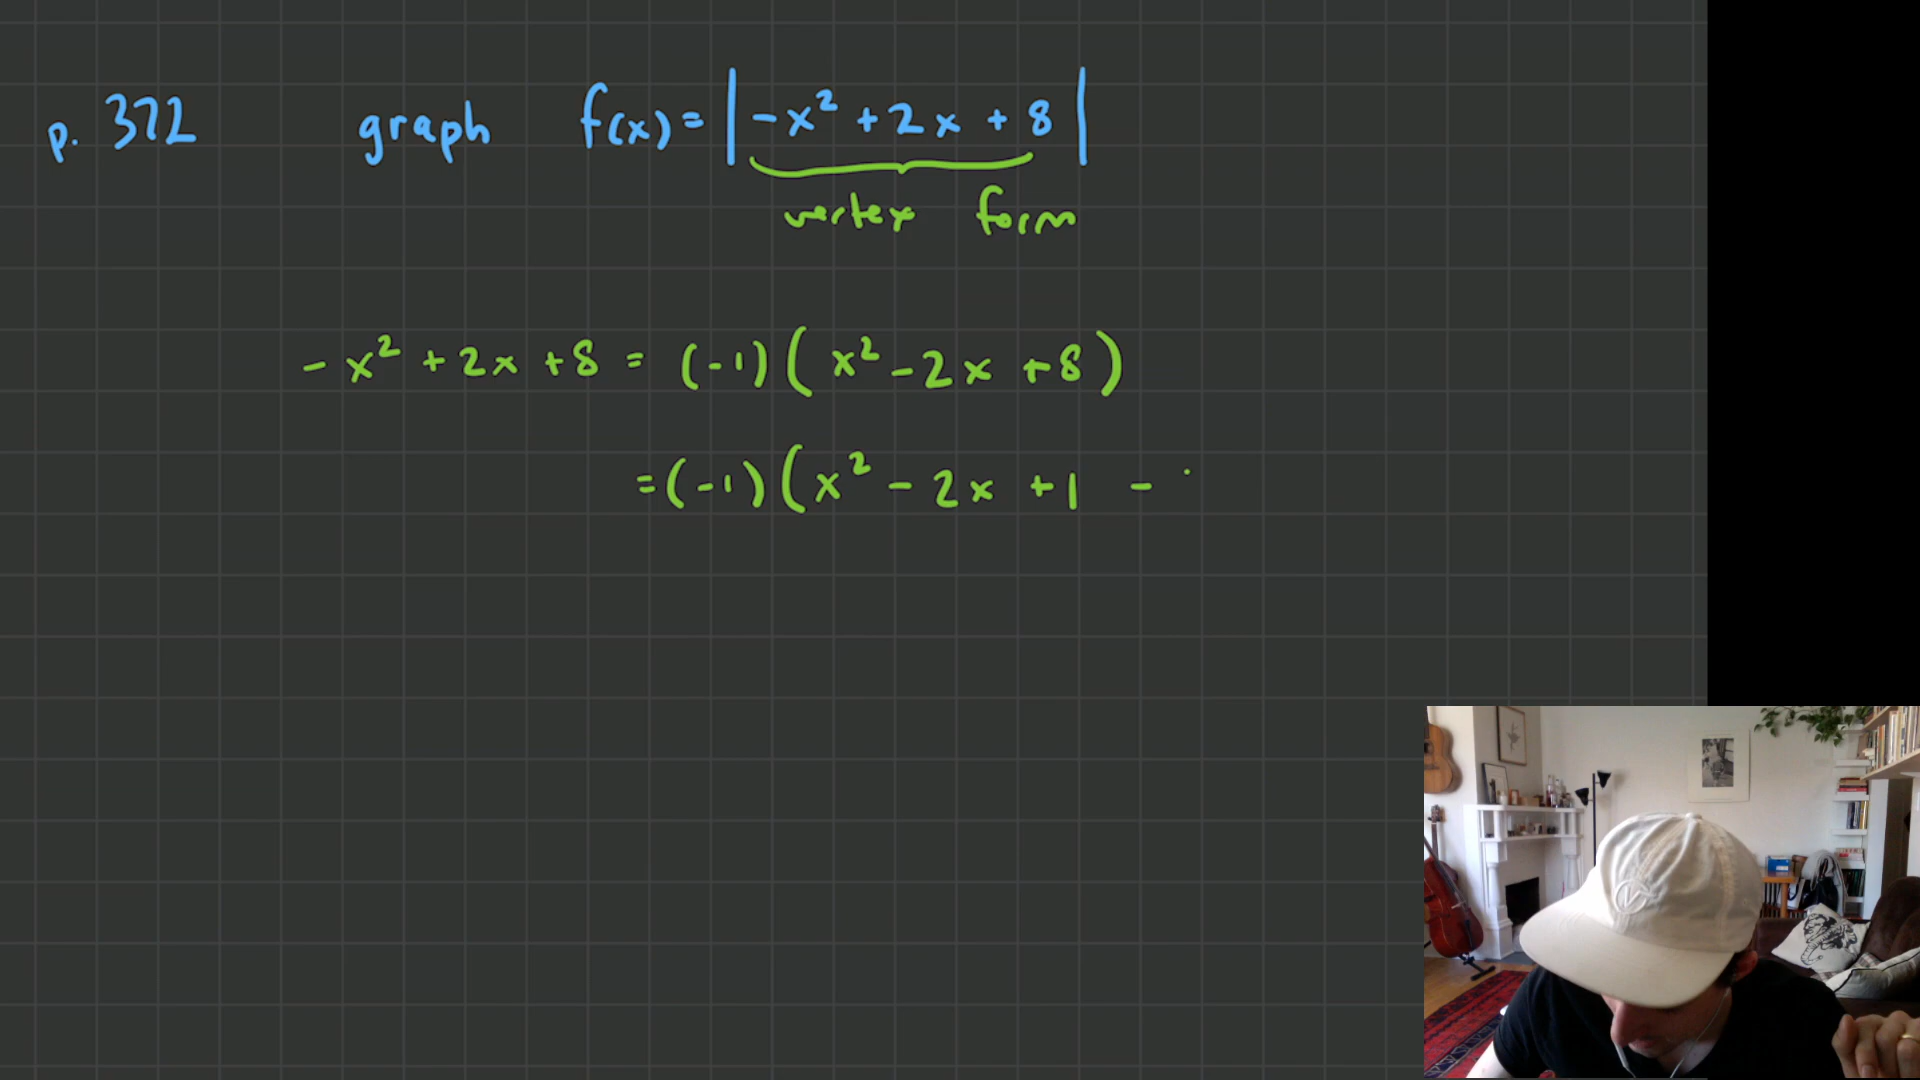 p. 372 graph f(x) = | -x² + 2x + 8 |
vertex form
-x² + 2x + 8 = (-1)(x² - 2x + 8)
= (-1)(x² - 2x + 1 -